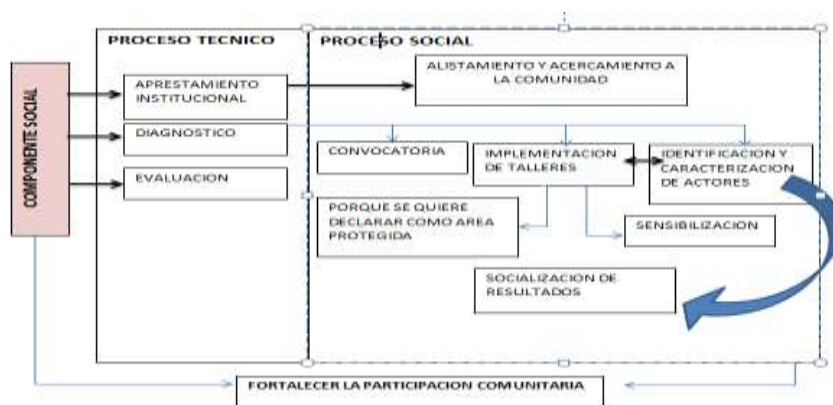 PROCESO TECNICO
PROCESO SOCIAL
COMPONENTE SOCIAL
APRESTAMIENTO
INSTITUCIONAL
ALISTAMIENTO Y ACERCAMIENTO A
LA COMUNIDAD
DIAGNOSTICO
CONVOCATORIA
IMPLEMENTACION
DE TALLERES
IDENTIFICACION Y
CARACTERIZACION
DE ACTORES
EVALUACION
PORQUE SE QUIERE
DECLARAR COMO AREA
PROTEGIDA
SENSIBILIZACION
SOCIALIZACION DE
RESULTADOS
FORTALECER LA PARTICIPACION COMUNITARIA